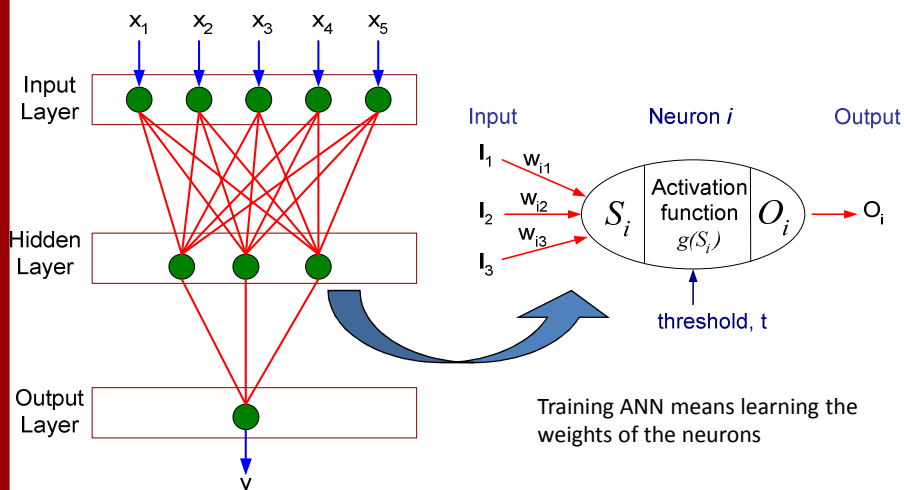 x₁ x₂ x₃ x₄ x₅
Input
Layer
Hidden
Layer
Output
Layer
y
Input Neuron i Output
I₁
wᵢ₁
I₂
wᵢ₂
I₃
wᵢ₃
Sᵢ
Activation
function
g(Sᵢ)
Oᵢ
Oᵢ
threshold, t
Training ANN means learning the
weights of the neurons